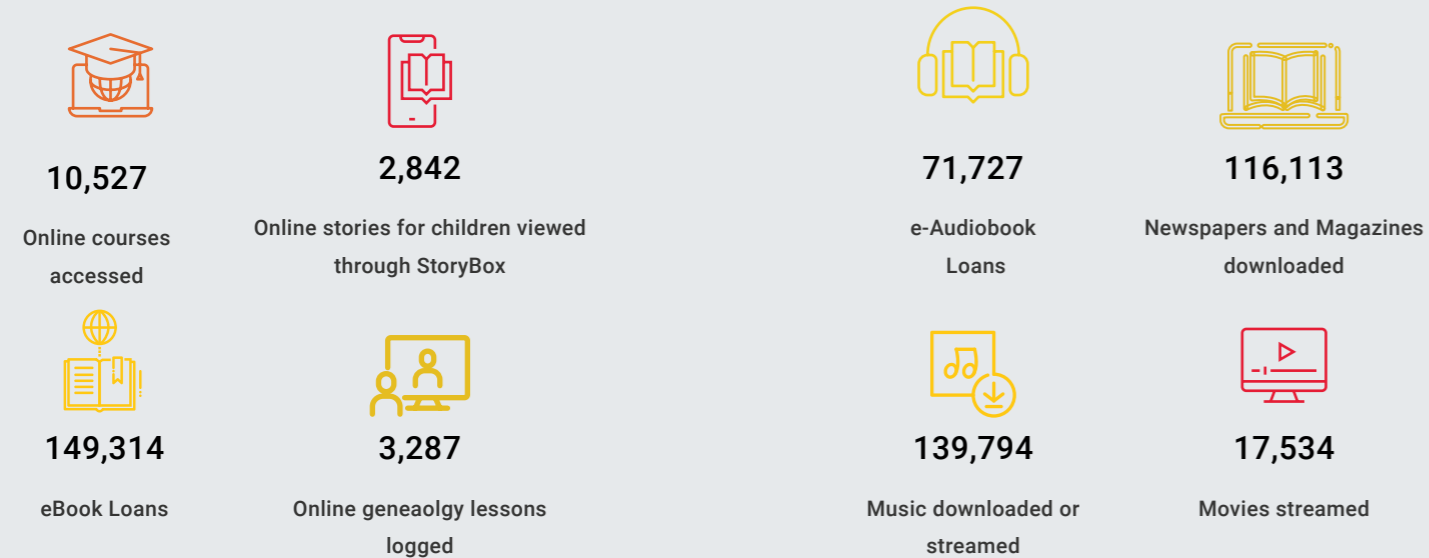 10,527
Online courses
accessed
2,842
Online stories for children viewed
through StoryBox
71,727
e-Audiobook
Loans
116,113
Newspapers and Magazines
downloaded
149,314
eBook Loans
3,287
Online geneaolgy lessons
logged
139,794
Music downloaded or
streamed
17,534
Movies streamed